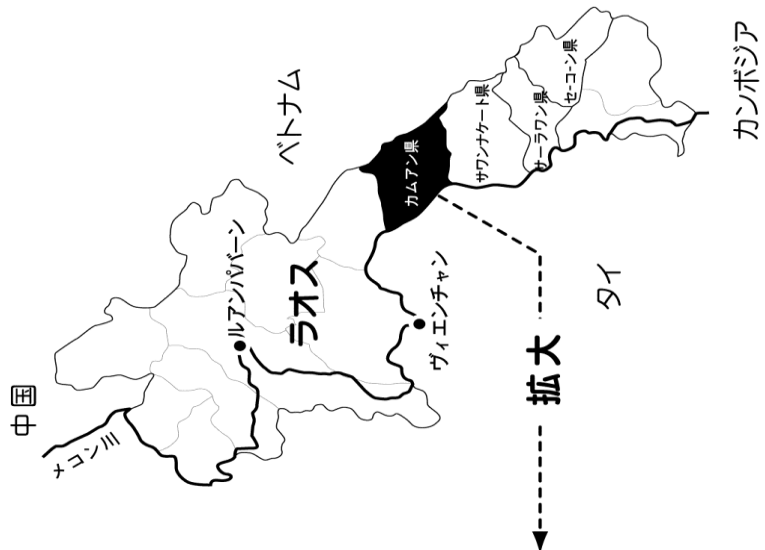 中国
メコン川
ルアンパバーン
ラオス
ベトナム
ヴィエンチャン
カムアン県
サワンナケート県
サーラワン県
セーコーン県
タイ
カンボジア
拡大